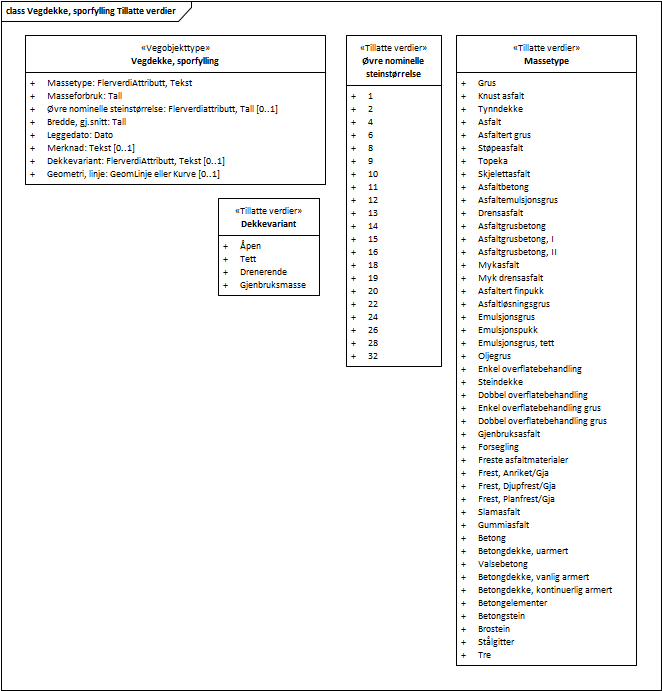 class Vegdekke, sporfylling Tillatte verdier
«Vegobjekttype»
Vegdekke, sporfylling
+ Massetype: FlerverdiAttributt, Tekst
+ Masseforbruk: Tall
+ Øvre nominelle steinstørrelse: Flerverdiattributt, Tall [0..1]
+ Bredde, gj.snitt: Tall
+ Leggedato: Dato
+ Merknad: Tekst [0..1]
+ Dekkevariant: FlerverdiAttributt, Tekst [0..1]
+ Geometri, linje: GeomLinje eller Kurve [0..1]
«Tillatte verdier»
Dekkevariant
+ Åpen
+ Tett
+ Drenerende
+ Gjenbruksmasse
«Tillatte verdier»
Øvre nominelle
steinstørrelse
+ 1
+ 2
+ 4
+ 6
+ 8
+ 9
+ 10
+ 11
+ 12
+ 13
+ 14
+ 15
+ 16
+ 18
+ 19
+ 20
+ 22
+ 24
+ 26
+ 28
+ 32
«Tillatte verdier»
Massetype
+ Grus
+ Knust asfalt
+ Tynndekke
+ Asfalt
+ Asfaltert grus
+ Støpeasfalt
+ Topeka
+ Skjelettasfalt
+ Asfaltbetong
+ Asfaltemulsjonsgrus
+ Drensasfalt
+ Asfaltgrusbetong
+ Asfaltgrusbetong, I
+ Asfaltgrusbetong, II
+ Mykasfalt
+ Myk drensasfalt
+ Asfaltert finpukk
+ Asfaltløsningsgrus
+ Emulsjonsgrus
+ Emulsjonspukk
+ Emulsjonsgrus, tett
+ Oljegrus
+ Enkel overflatebehandling
+ Steindekke
+ Dobbel overflatebehandling
+ Enkel overflatebehandling grus
+ Dobbel overflatebehandling grus
+ Gjenbruksasfalt
+ Forsegling
+ Freste asfaltmaterialer
+ Frest, Anriket/Gja
+ Frest, Djupfrest/Gja
+ Frest, Planfrest/Gja
+ Slamasfalt
+ Gummiasfalt
+ Betong
+ Betongdekke, uarmert
+ Valsebetong
+ Betongdekke, vanlig armert
+ Betongdekke, kontinuerlig armert
+ Betongelementer
+ Betongstein
+ Brostein
+ Stålgitter
+ Tre